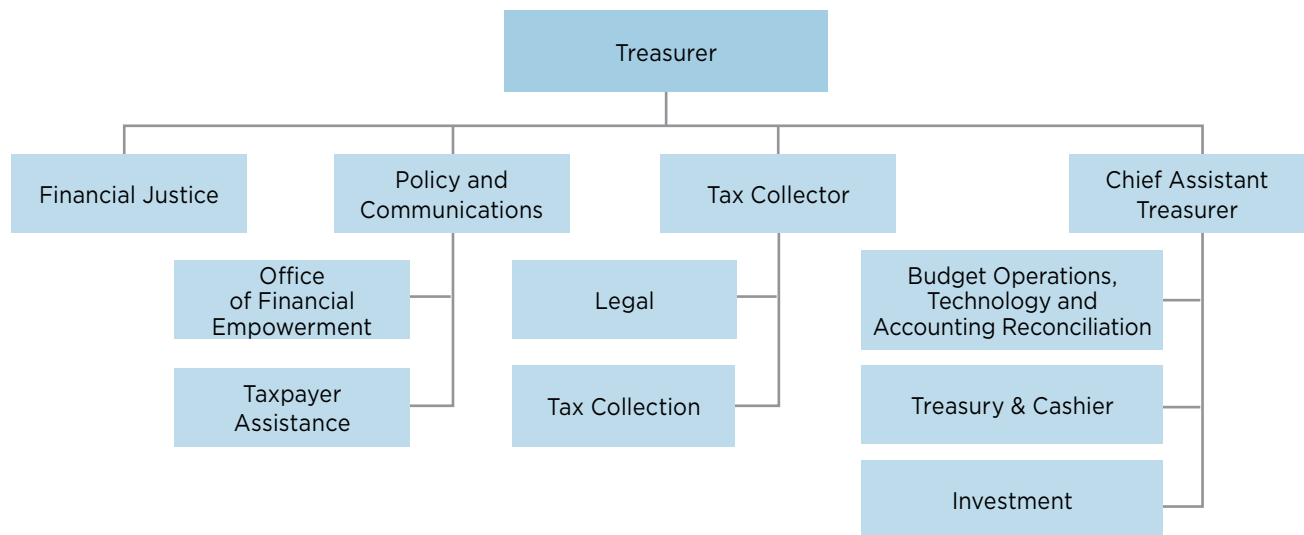 Treasurer
Financial Justice
Policy and
Communications
Tax Collector
Chief Assistant
Treasurer
Office
of Financial
Empowerment
Taxpayer
Assistance
Legal
Tax Collection
Budget Operations,
Technology and
Accounting Reconciliation
Treasury & Cashier
Investment